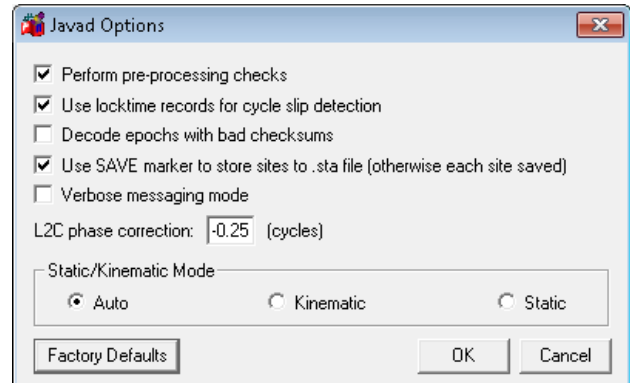 Javad Options
Perform pre-processing checks
Use locktime records for cycle slip detection
Decode epochs with bad checksums
Use SAVE marker to store sites to .sta file (otherwise each site saved)
Verbose messaging mode
L2C phase correction: -0.25 (cycles)
Static/Kinematic Mode
Auto Kinematic Static
Factory Defaults OK Cancel